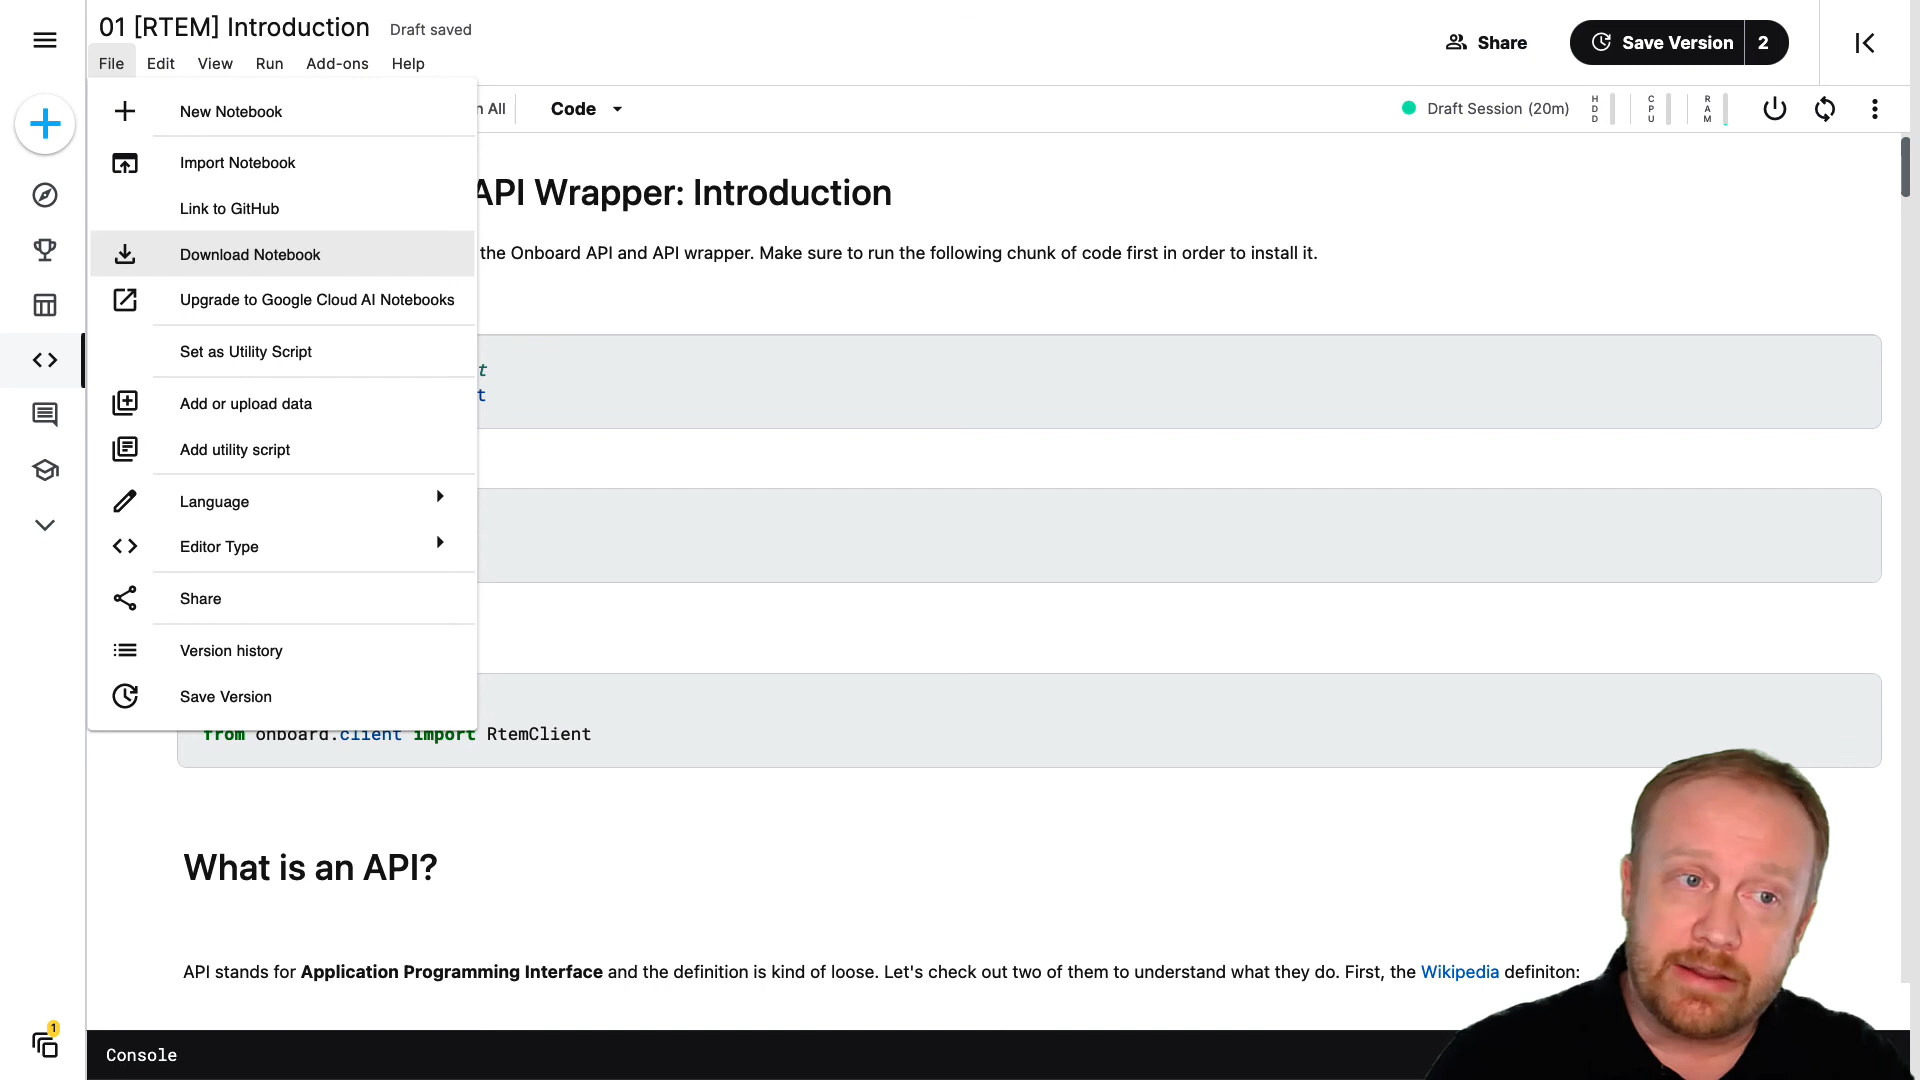 01 [RTEM] Introduction
Draft saved
File Edit View Run Add-ons Help
Share
Save Version 2
New Notebook
Import Notebook
Link to GitHub
Download Notebook
Upgrade to Google Cloud AI Notebooks
Set as Utility Script
Add or upload data
Add utility script
Language
Editor Type
Share
Version history
Save Version
n All
Code
Draft Session (20m)
HDD
CPU
RAM
API Wrapper: Introduction
the Onboard API and API wrapper. Make sure to run the following chunk of code first in order to install it.
t
t
from onboard.client import RtemClient
What is an API?
API stands for Application Programming Interface and the definition is kind of loose. Let's check out two of them to understand what they do. First, the Wikipedia definiton:
1
Console